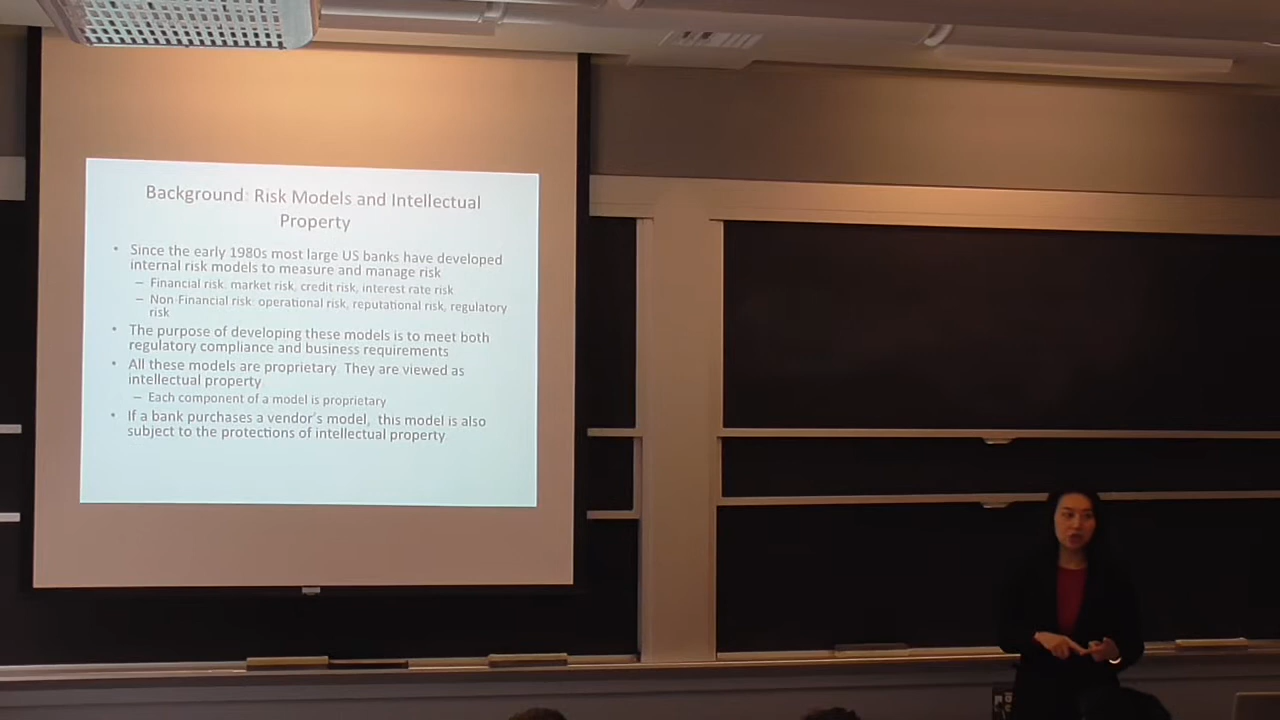 Background: Risk Models and Intellectual
Property
• Since the early 1980s most large US banks have developed
internal risk models to measure and manage risk
– Financial risk: market risk, credit risk, interest rate risk
– Non-Financial risk: operational risk, reputational risk, regulatory
risk
• The purpose of developing these models is to meet both
regulatory compliance and business requirements
• All these models are proprietary. They are viewed as
intellectual property.
– Each component of a model is proprietary
• If a bank purchases a vendor's model, this model is also
subject to the protections of intellectual property.